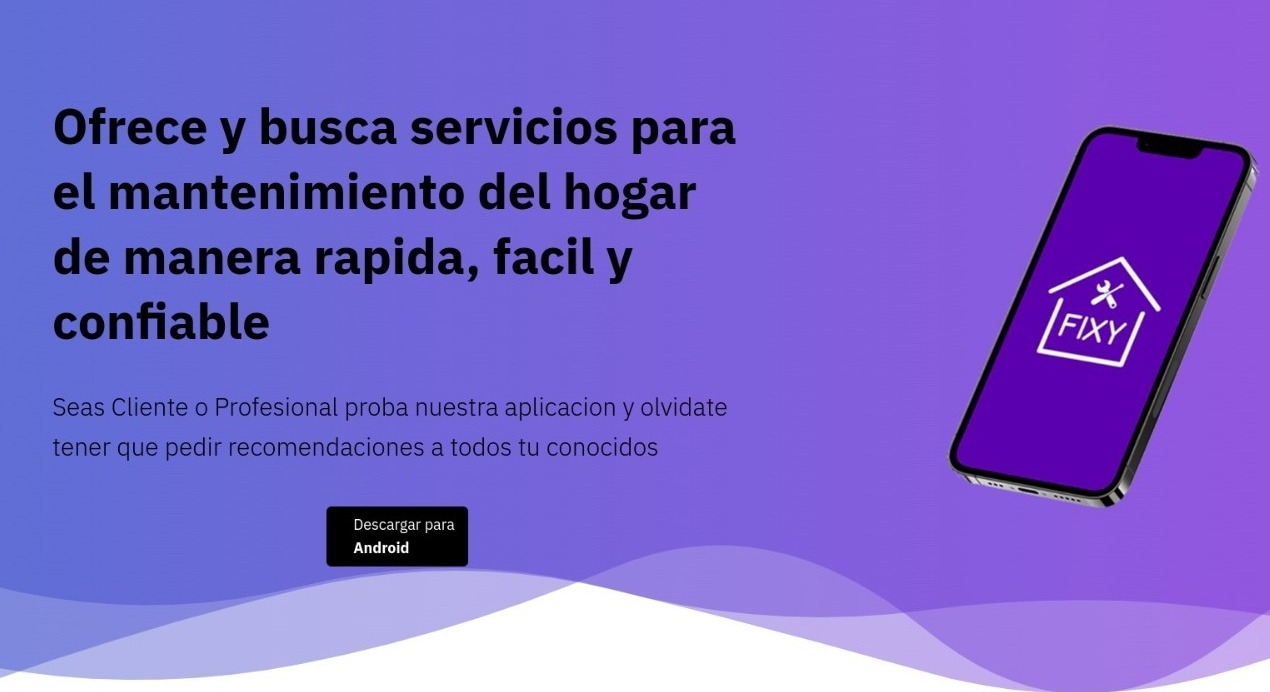 Ofrece y busca servicios para
el mantenimiento del hogar
de manera rapida, facil y
confiable
Seas Cliente o Profesional proba nuestra aplicacion y olvidate
tener que pedir recomendaciones a todos tu conocidos
Descargar para
Android
FIXY